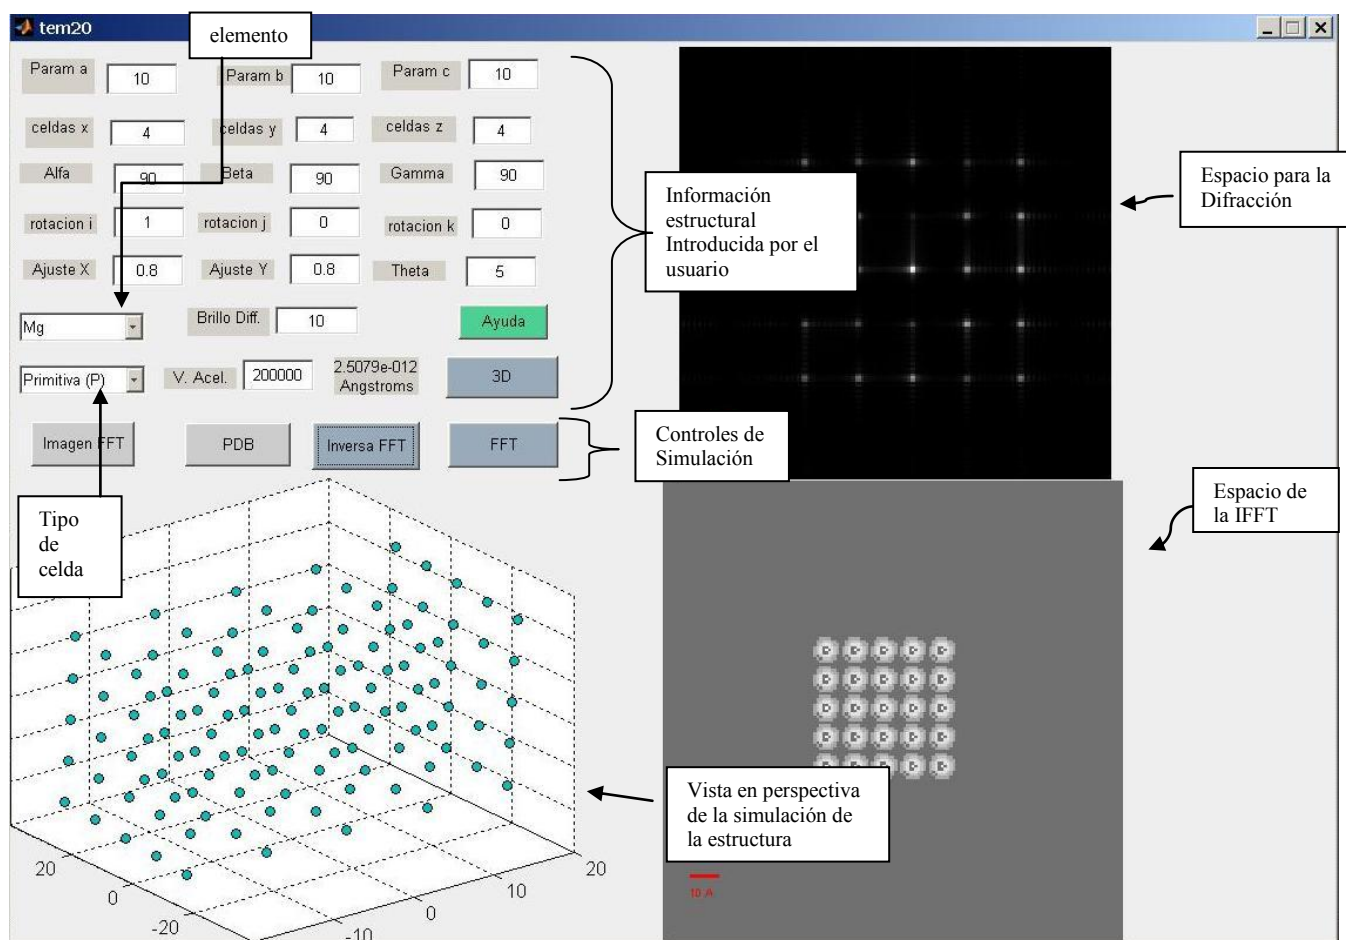 tem20
elemento
Param a
10
Param b
10
Param c
10
celdas x
4
celdas y
4
celdas z
4
Alfa
90
Beta
90
Gamma
90
rotacion i
1
rotacion j
0
rotacion k
0
Ajuste X
0.8
Ajuste Y
0.8
Theta
5
Mg
Brillo Diff.
10
Ayuda
Primitiva (P)
V. Acel.
200000
2.5079e-012
Angstroms
3D
Imagen FFT
PDB
Inversa FFT
FFT
Información
estructural
Introducida por el
usuario
Espacio para la
Difracción
Controles de
Simulación
Tipo
de
celda
Espacio de
la IFFT
Vista en perspectiva
de la simulación de
la estructura
20
0
-20
-10
0
10
20
10 A